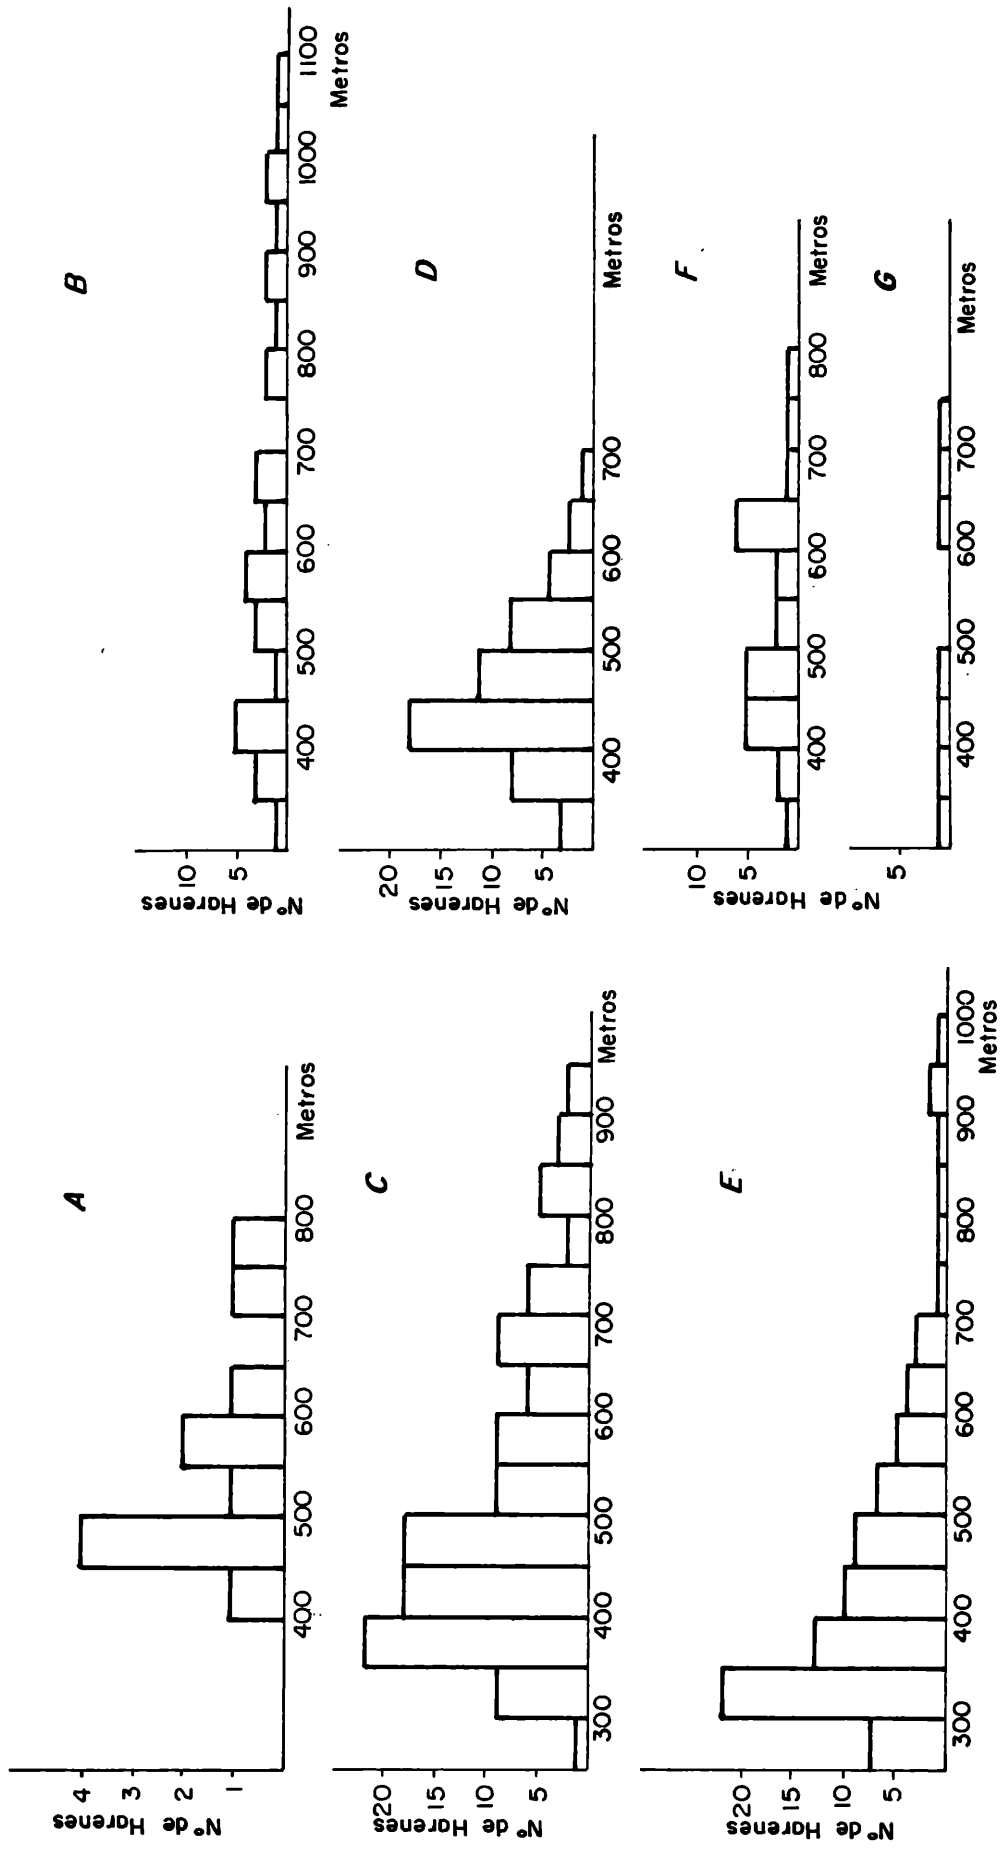 A
Nº de Harenes
4
3
2
1
400 500 600 700 800
Metros
B
Nº de Harenes
10
5
400 500 600 700 800 900 1000 1100
Metros
C
Nº de Harenes
20
15
10
5
300 400 500 600 700 800 900
Metros
D
Nº de Harenes
20
15
10
5
400 500 600 700
Metros
E
Nº de Harenes
20
15
10
5
300 400 500 600 700 800 900 1000
Metros
F
Nº de Harenes
10
5
400 500 600 700 800
Metros
G
5
400 500 600 700
Metros